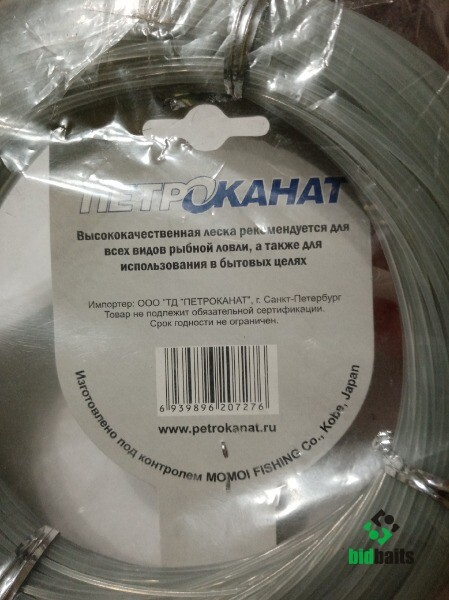 ПЕТРОКАНАТ
Высококачественная леска рекомендуется для
всех видов рыбной ловли, а также для
использования в бытовых целях
Импортер: ООО "ТД "ПЕТРОКАНАТ", г. Санкт-Петербург
Товар не подлежит обязательной сертификации.
Срок годности не ограничен.
6 939896 207276
www.petrokanat.ru
Изготовлено под контролем MOMOI FISHING Co., Kobe, Japan
bidbaits